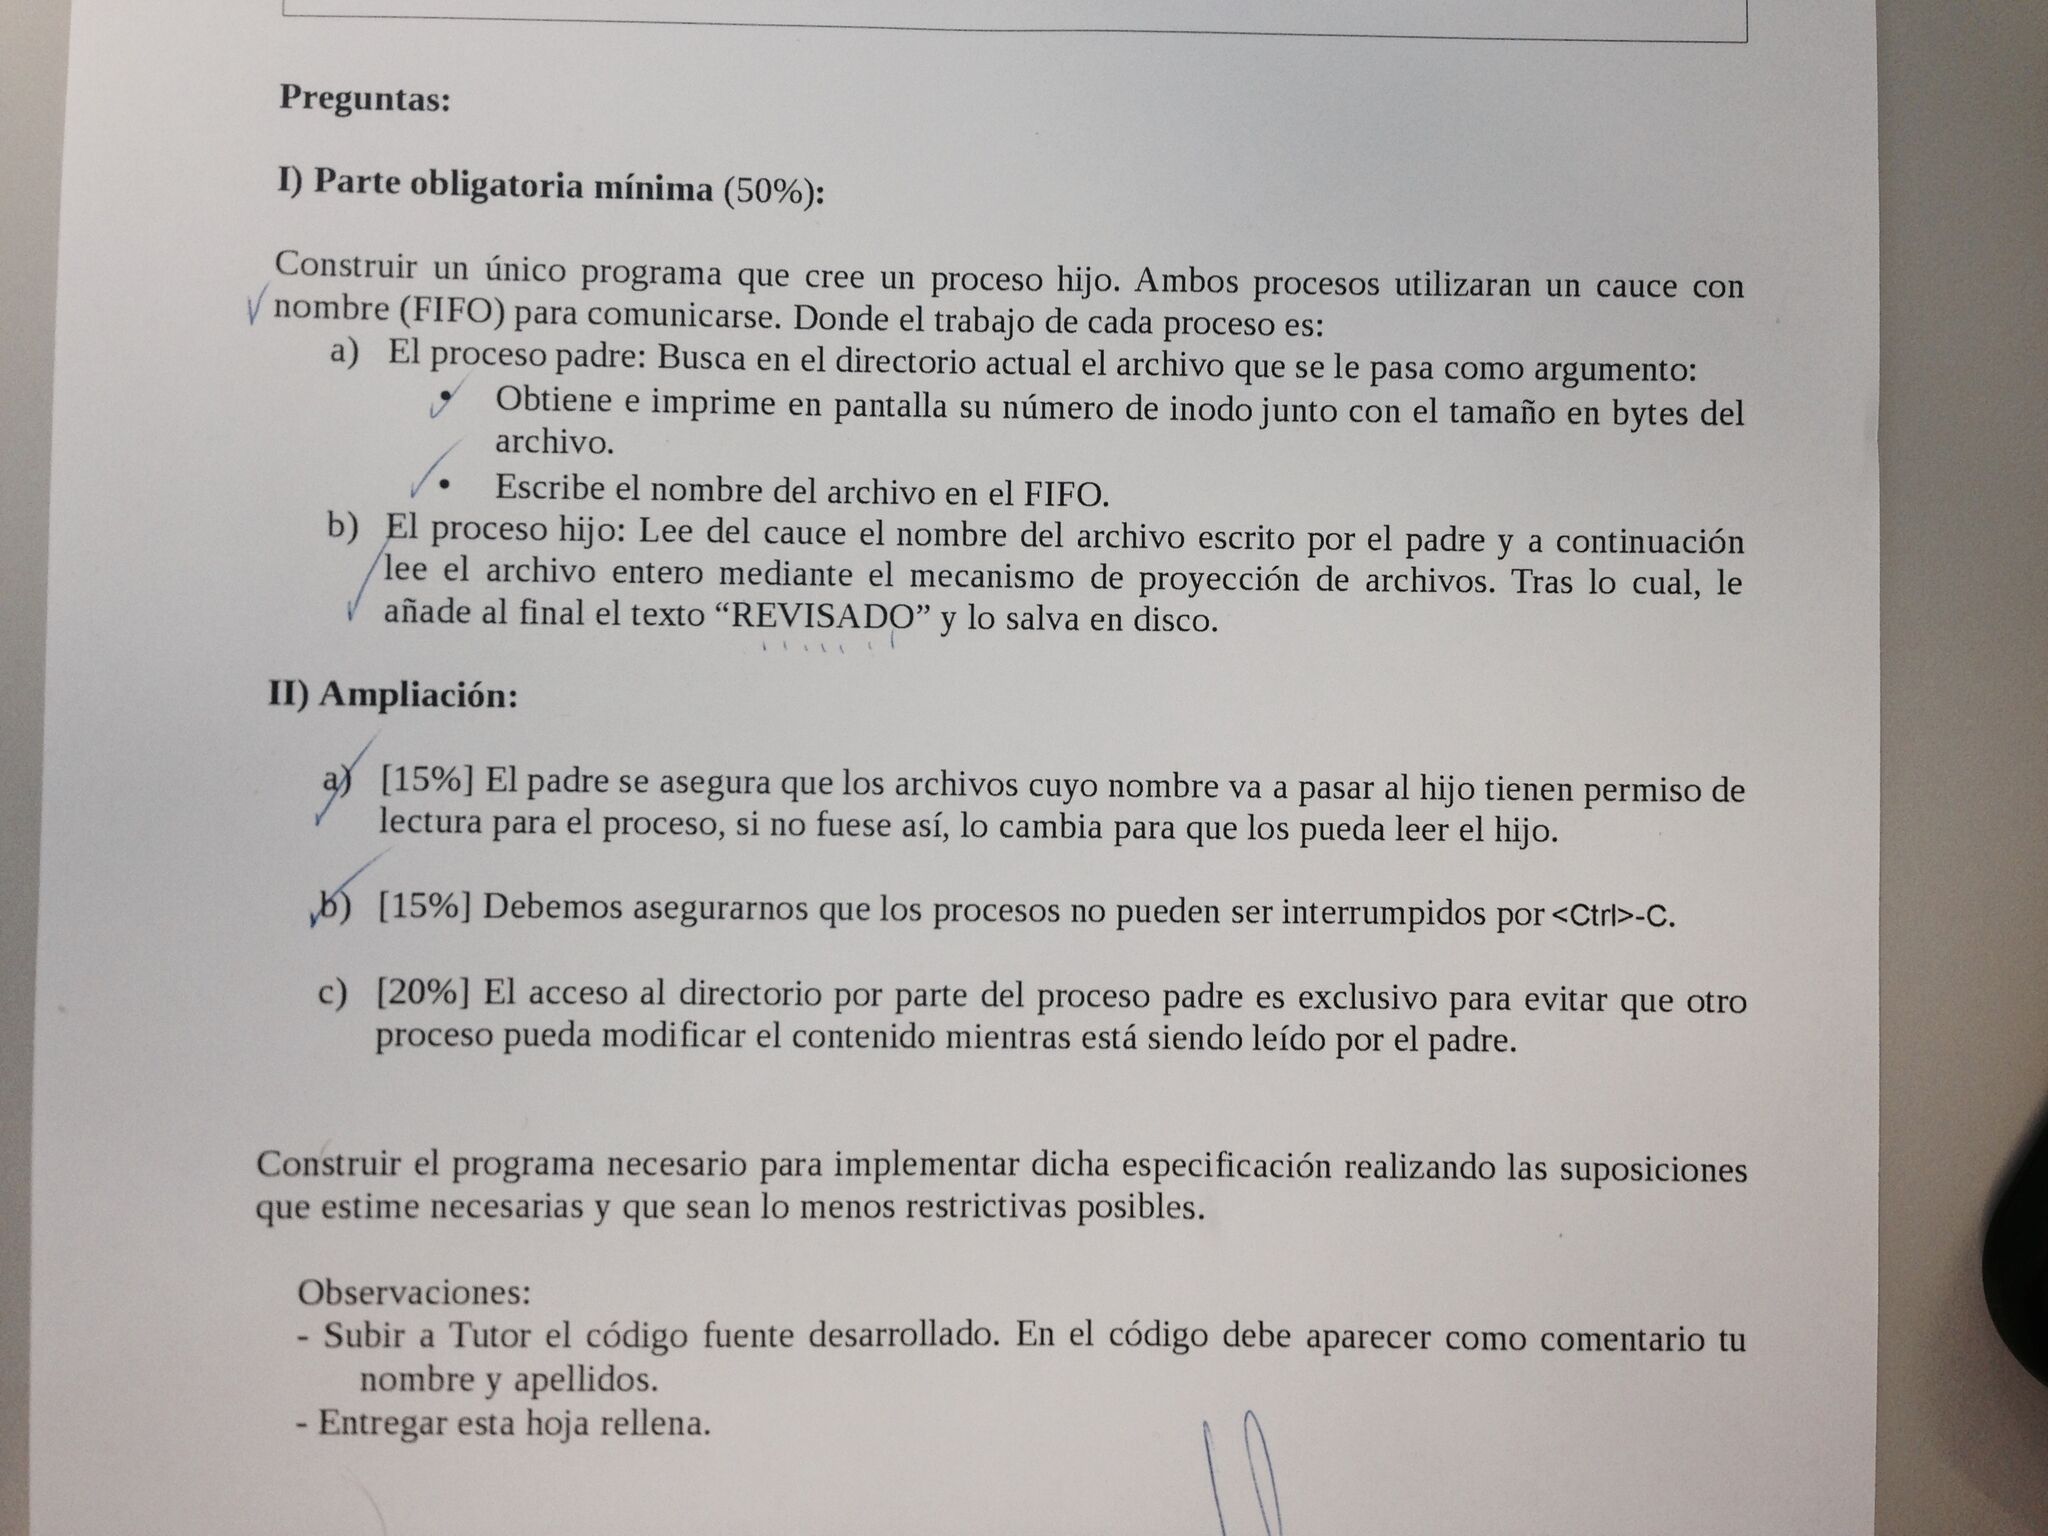 Preguntas:
I) Parte obligatoria mínima (50%):
Construir un único programa que cree un proceso hijo. Ambos procesos utilizaran un cauce con
nombre (FIFO) para comunicarse. Donde el trabajo de cada proceso es:
a) El proceso padre: Busca en el directorio actual el archivo que se le pasa como argumento:
• Obtiene e imprime en pantalla su número de inodo junto con el tamaño en bytes del
archivo.
• Escribe el nombre del archivo en el FIFO.
b) El proceso hijo: Lee del cauce el nombre del archivo escrito por el padre y a continuación
lee el archivo entero mediante el mecanismo de proyección de archivos. Tras lo cual, le
añade al final el texto “REVISADO” y lo salva en disco.
II) Ampliación:
a) [15%] El padre se asegura que los archivos cuyo nombre va a pasar al hijo tienen permiso de
lectura para el proceso, si no fuese así, lo cambia para que los pueda leer el hijo.
b) [15%] Debemos asegurarnos que los procesos no pueden ser interrumpidos por <Ctrl>-C.
c) [20%] El acceso al directorio por parte del proceso padre es exclusivo para evitar que otro
proceso pueda modificar el contenido mientras está siendo leído por el padre.
Construir el programa necesario para implementar dicha especificación realizando las suposiciones
que estime necesarias y que sean lo menos restrictivas posibles.
Observaciones:
- Subir a Tutor el código fuente desarrollado. En el código debe aparecer como comentario tu
nombre y apellidos.
- Entregar esta hoja rellena.